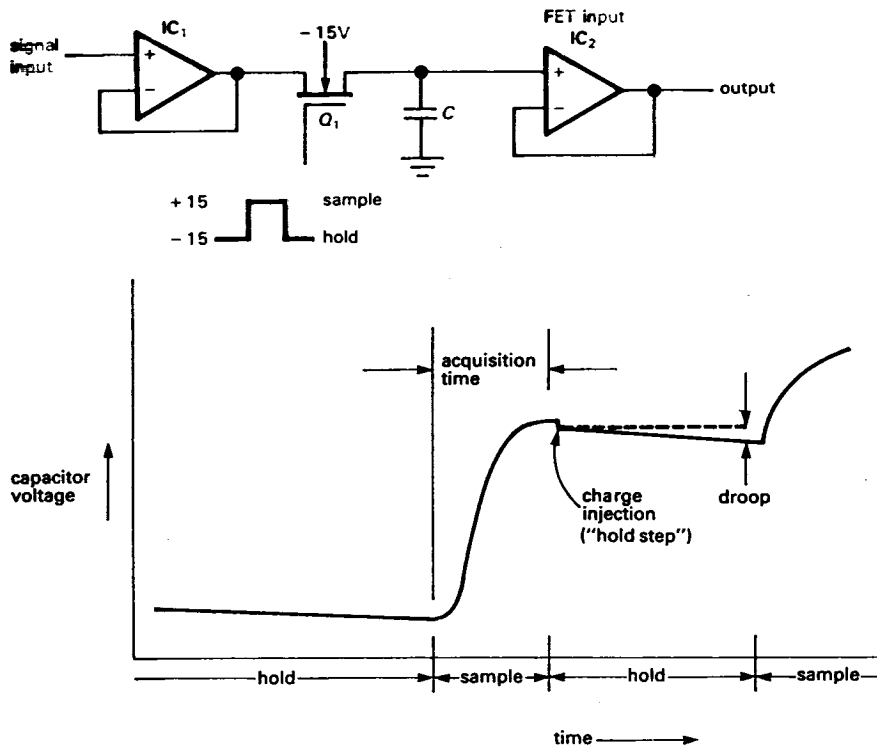 IC₁
signal
input
+
−
− 15V
Q₁
C
FET input
IC₂
+
−
output
+ 15 sample
− 15 hold
acquisition
time
capacitor
voltage
charge
injection
("hold step")
droop
hold sample hold sample
time